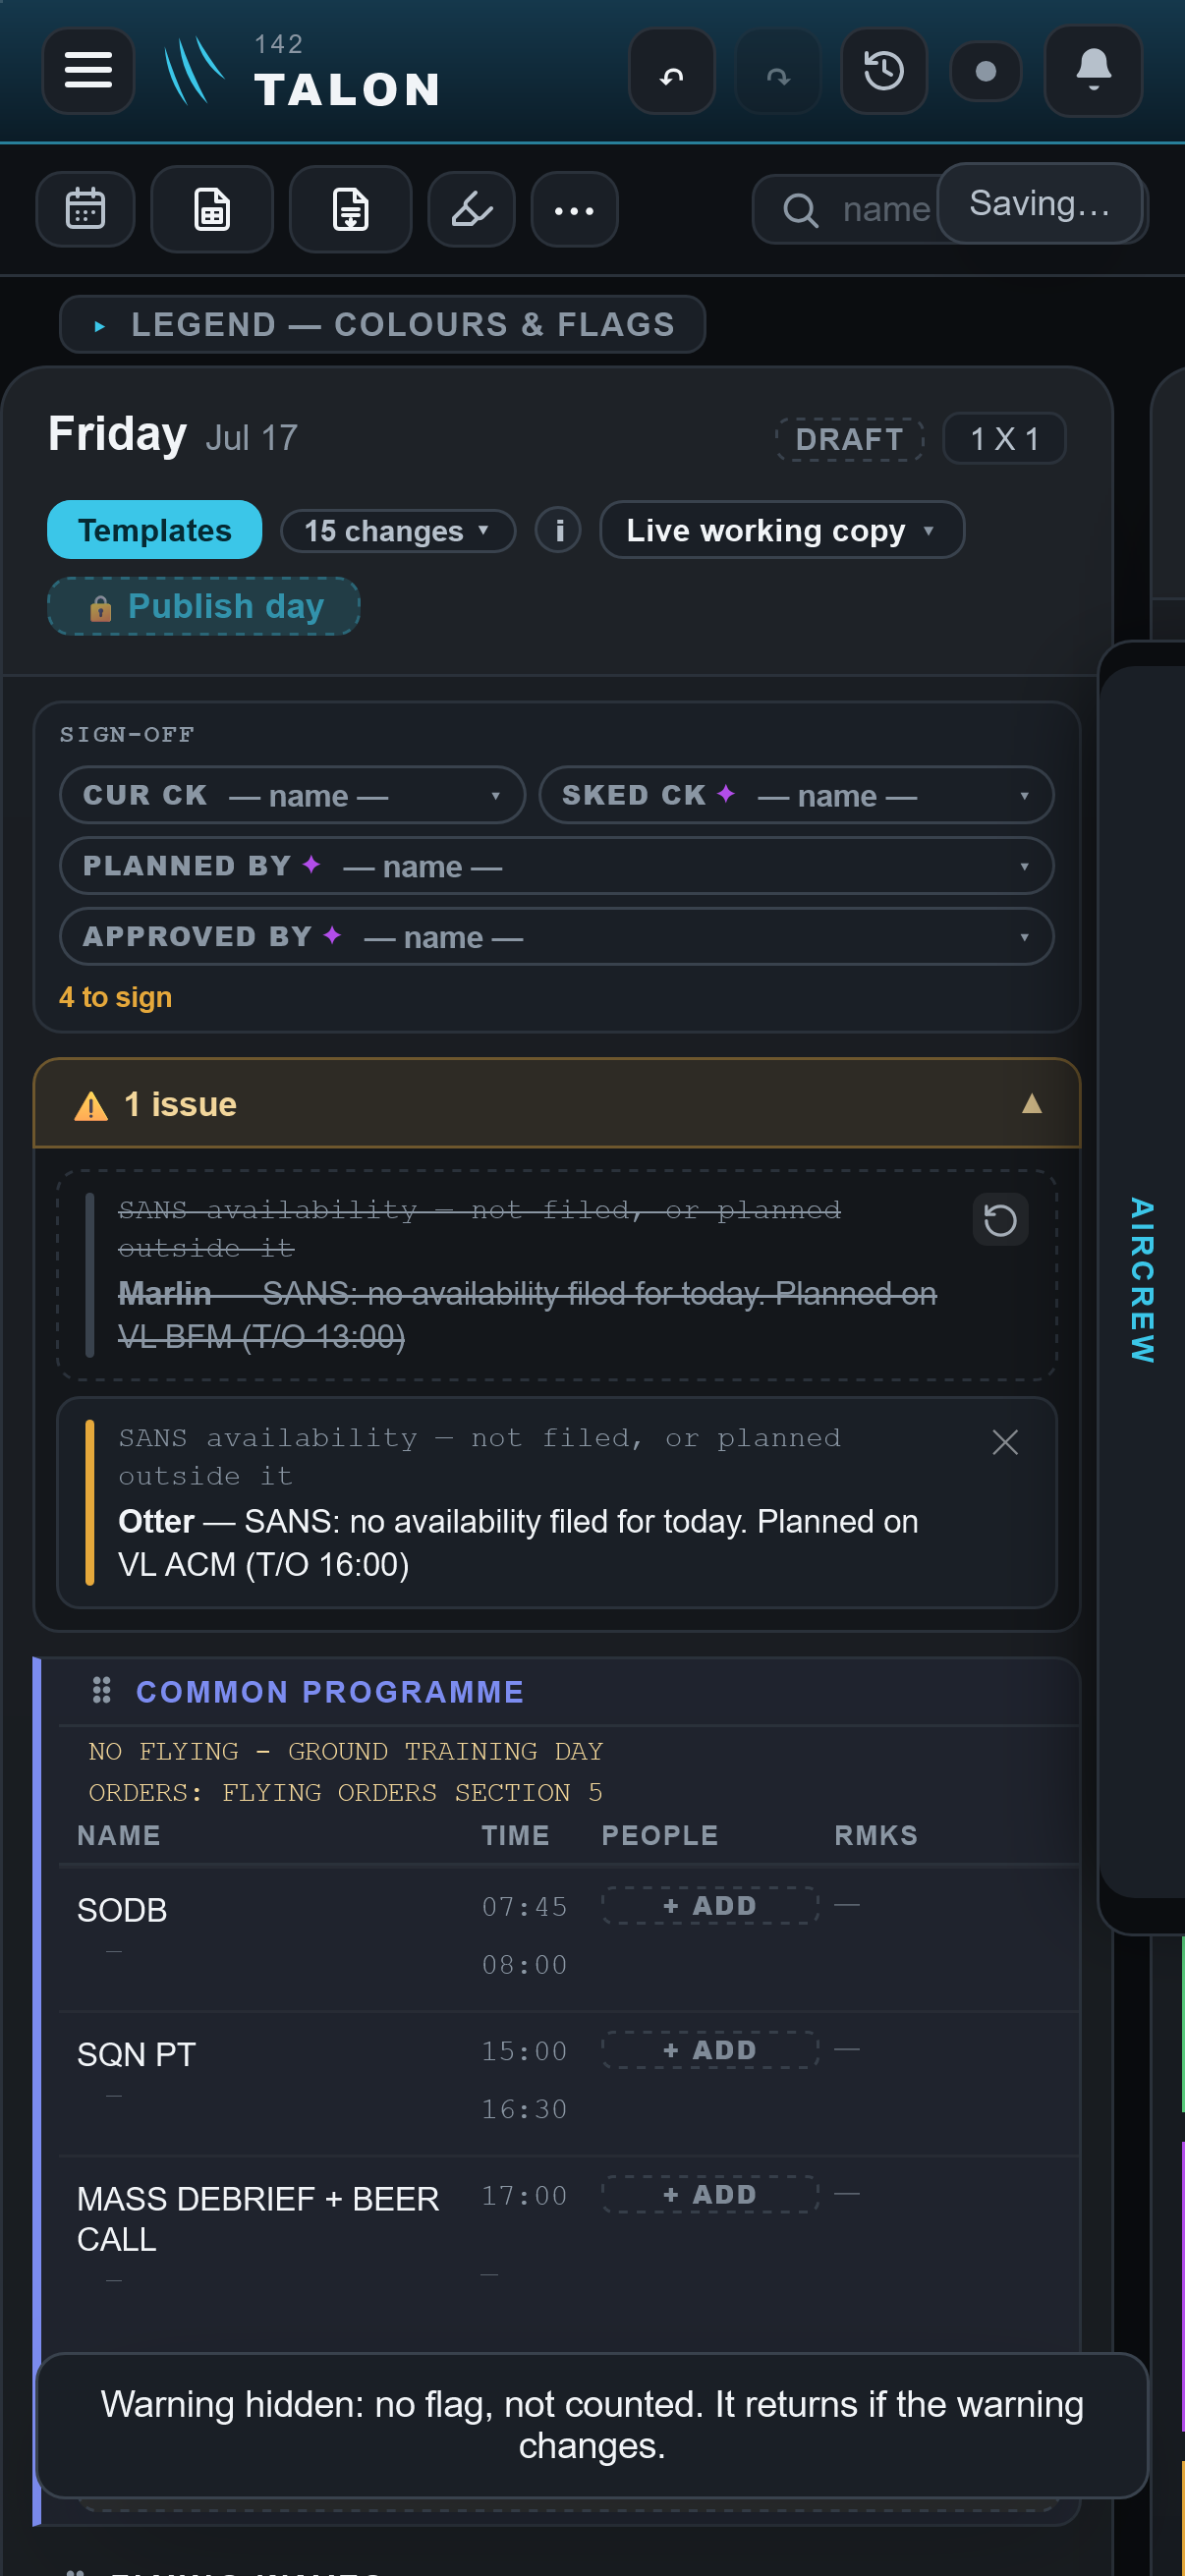 142
TALON
name
Saving...
LEGEND — COLOURS & FLAGS
Friday Jul 17
DRAFT
1 X 1
Templates
15 changes
i
Live working copy
Publish day
SIGN-OFF
CUR CK — name —
SKED CK — name —
PLANNED BY — name —
APPROVED BY — name —
4 to sign
1 issue
SANS availability — not filed, or planned
outside it
Marlin — SANS: no availability filed for today. Planned on
VL BFM (T/O 13:00)
SANS availability — not filed, or planned
outside it
Otter — SANS: no availability filed for today. Planned on
VL ACM (T/O 16:00)
AIRCREW
COMMON PROGRAMME
NO FLYING - GROUND TRAINING DAY
ORDERS: FLYING ORDERS SECTION 5
NAME TIME PEOPLE RMKS
SODB 07:45 + ADD —
— 08:00
SQN PT 15:00 + ADD —
— 16:30
MASS DEBRIEF + BEER 17:00 + ADD —
CALL
— —
Warning hidden: no flag, not counted. It returns if the warning
changes.